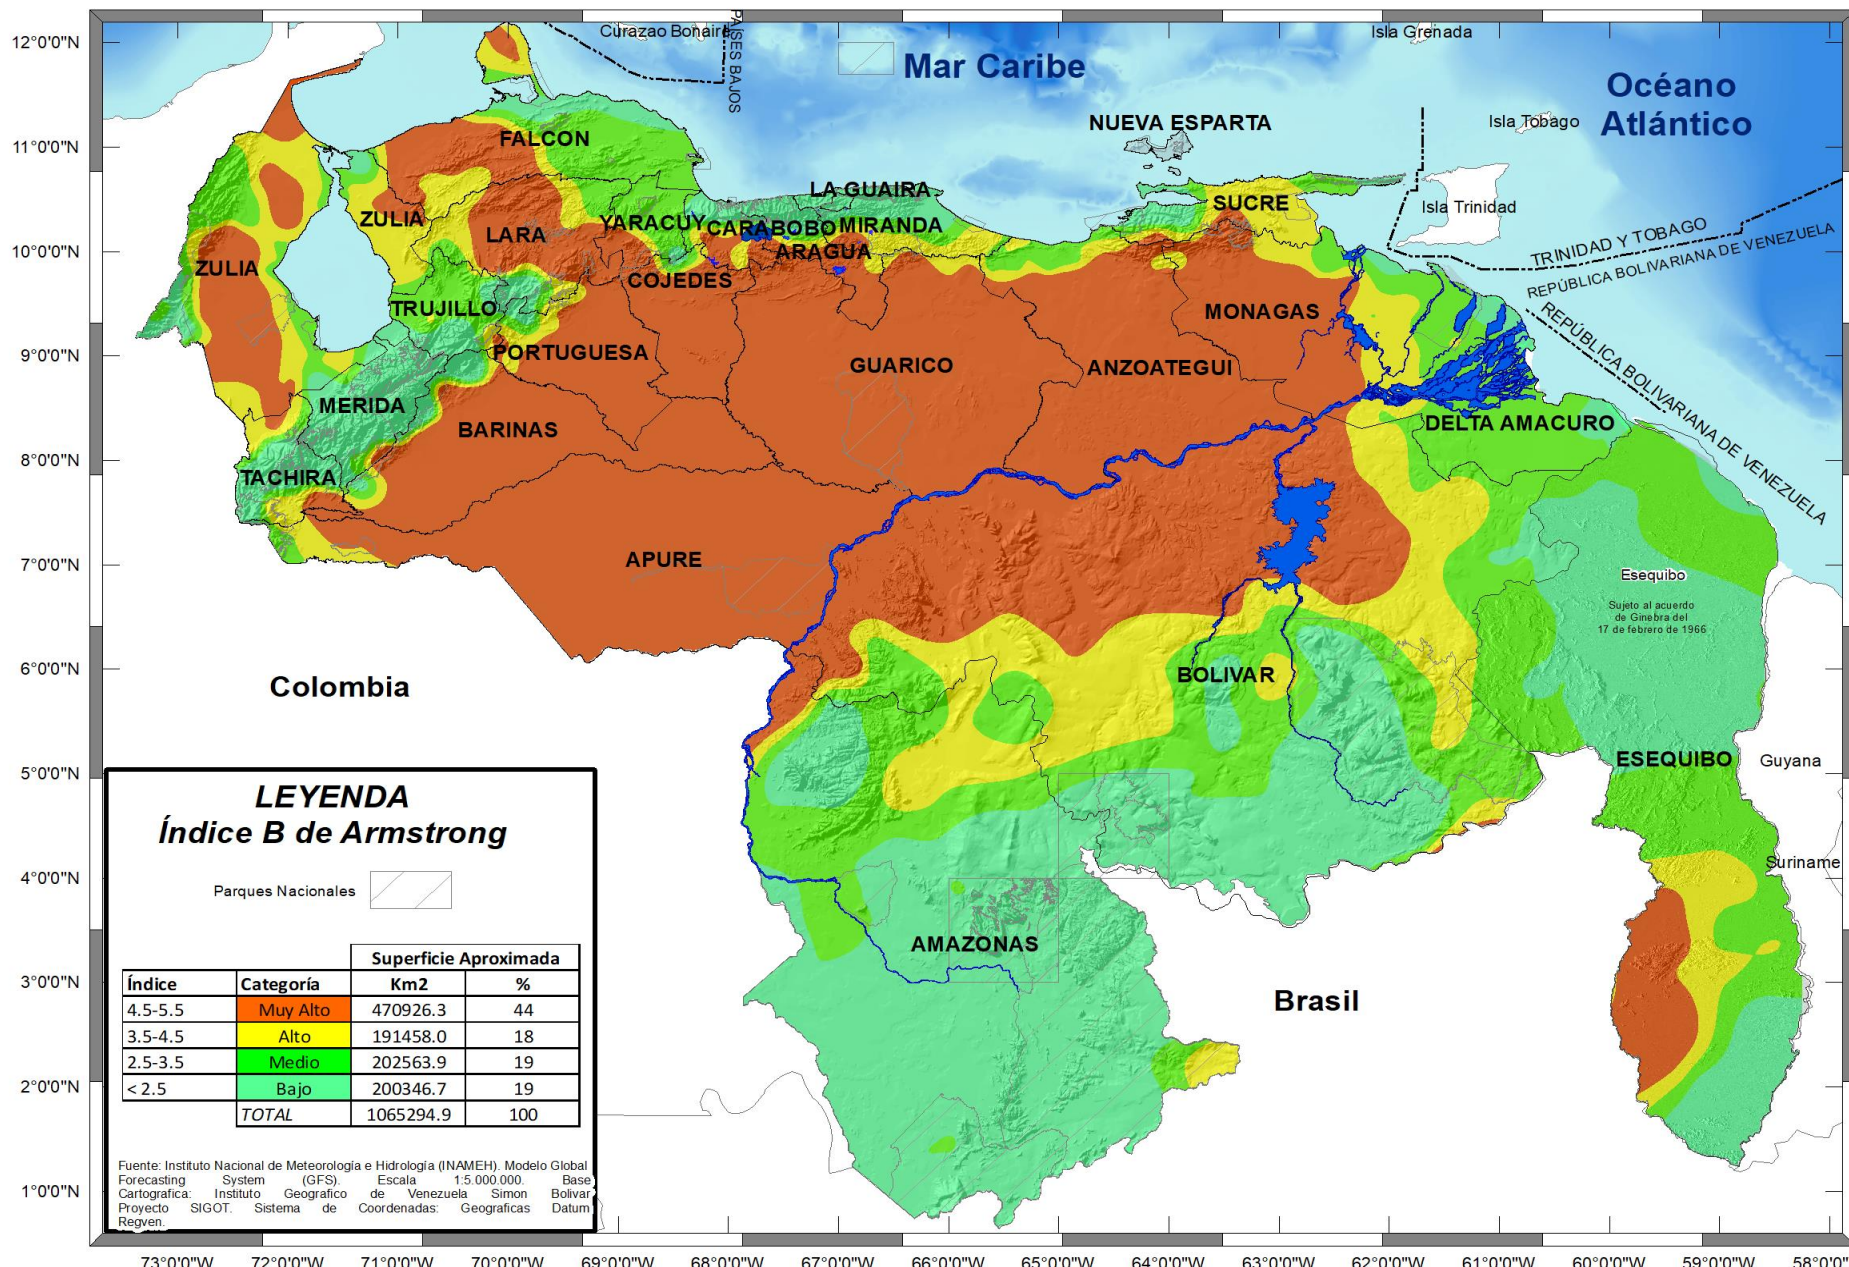 12°0'0"N
11°0'0"N
10°0'0"N
9°0'0"N
8°0'0"N
7°0'0"N
6°0'0"N
5°0'0"N
4°0'0"N
3°0'0"N
2°0'0"N
1°0'0"N
Curazao Bonaire
PAÍSES BAJOS
Mar Caribe
Isla Grenada
Océano
Atlántico
Isla Tobago
NUEVA ESPARTA
Isla Trinidad
TRINIDAD Y TOBAGO
REPÚBLICA BOLIVARIANA DE VENEZUELA
REPÚBLICA BOLIVARIANA DE VENEZUELA
FALCON
LA GUAIRA
SUCRE
ZULIA
LARA
YARACUY
CARABOBO
MIRANDA
ARAGUA
ZULIA
COJEDES
TRUJILLO
MONAGAS
PORTUGUESA
GUARICO
ANZOATEGUI
MERIDA
BARINAS
DELTA AMACURO
TACHIRA
APURE
Esequibo
Sujeto al acuerdo
de Ginebra del
17 de febrero de 1966
BOLIVAR
Colombia
ESEQUIBO
Guyana
Suriname
AMAZONAS
Brasil
LEYENDA
Índice B de Armstrong
Parques Nacionales
Superficie Aproximada
Índice Categoría Km2 %
4.5-5.5 Muy Alto 470926.3 44
3.5-4.5 Alto 191458.0 18
2.5-3.5 Medio 202563.9 19
< 2.5 Bajo 200346.7 19
TOTAL 1065294.9 100
Fuente: Instituto Nacional de Meteorología e Hidrología (INAMEH). Modelo Global
Forecasting System (GFS). Escala 1:5.000.000. Base
Cartografica: Instituto Geografico de Venezuela Simon Bolivar
Proyecto SIGOT. Sistema de Coordenadas: Geograficas Datum
Regven.
73°0'0"W 72°0'0"W 71°0'0"W 70°0'0"W 69°0'0"W 68°0'0"W 67°0'0"W 66°0'0"W 65°0'0"W 64°0'0"W 63°0'0"W 62°0'0"W 61°0'0"W 60°0'0"W 59°0'0"W 58°0'0"